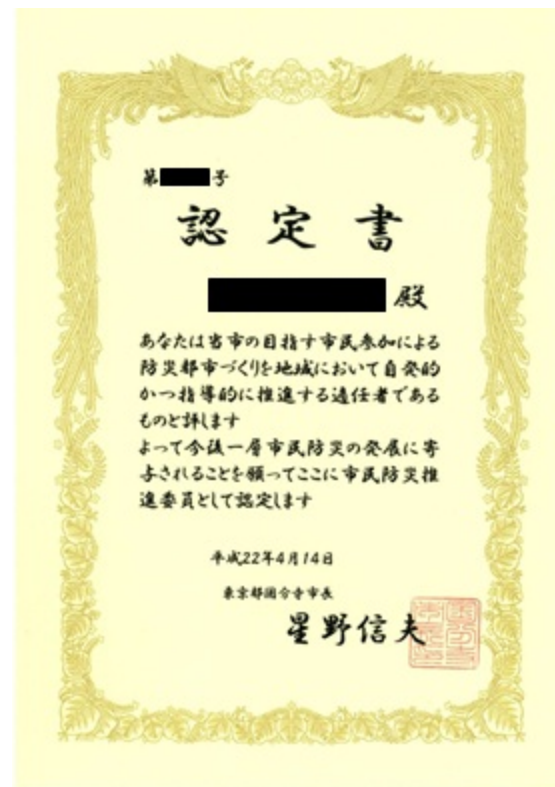 第 号
認定書
殿
あなたは当市の目指す市民参加による
防災都市づくりを地域において自発的
かつ指導的に推進する適任者である
ものと評します
よって今後一層市民防災の発展に寄
与されることを願ってここに市民防災推
進委員として認定します
平成22年4月14日
東京都国分寺市長
星野信夫